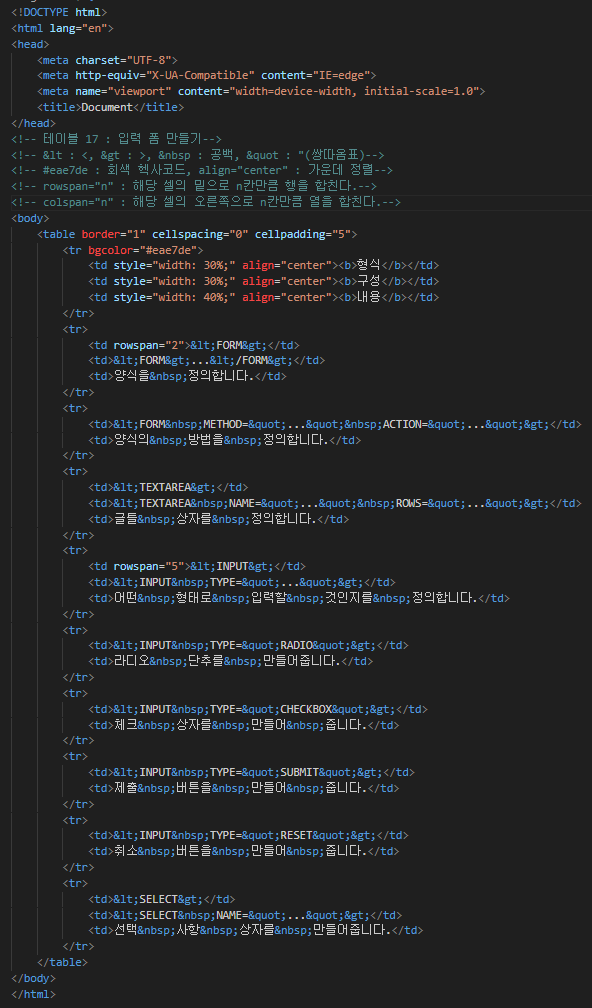 <!DOCTYPE html>
<html lang="en">
<head>
    <meta charset="UTF-8">
    <meta http-equiv="X-UA-Compatible" content="IE=edge">
    <meta name="viewport" content="width=device-width, initial-scale=1.0">
    <title>Document</title>
</head>
<!-- 테이블 17 : 입력 폼 만들기-->
<!-- &lt : <, &gt : >, &nbsp : 공백, &quot : "(쌍따옴표)-->
<!-- #eae7de : 회색 헥사코드, align="center" : 가운데 정렬-->
<!-- rowspan="n" : 해당 셀의 밑으로 n칸만큼 행을 합친다.-->
<!-- colspan="n" : 해당 셀의 오른쪽으로 n칸만큼 열을 합친다.-->
<body>
    <table border="1" cellspacing="0" cellpadding="5">
        <tr bgcolor="#eae7de">
            <td style="width: 30%;" align="center"><b>형식</b></td>
            <td style="width: 30%;" align="center"><b>구성</b></td>
            <td style="width: 40%;" align="center"><b>내용</b></td>
        </tr>
        <tr>
            <td rowspan="2">&lt;FORM&gt;</td>
            <td>&lt;FORM&gt;...&lt;/FORM&gt;</td>
            <td>양식을&nbsp;정의합니다.</td>
        </tr>
        <tr>
            <td>&lt;FORM&nbsp;METHOD=&quot;...&quot;&nbsp;ACTION=&quot;...&quot;&gt;</td>
            <td>양식의&nbsp;방법을&nbsp;정의합니다.</td>
        </tr>
        <tr>
            <td>&lt;TEXTAREA&gt;</td>
            <td>&lt;TEXTAREA&nbsp;NAME=&quot;...&quot;&nbsp;ROWS=&quot;...&quot;&gt;</td>
            <td>글틀&nbsp;상자를&nbsp;정의합니다.</td>
        </tr>
        <tr>
            <td rowspan="5">&lt;INPUT&gt;</td>
            <td>&lt;INPUT&nbsp;TYPE=&quot;...&quot;&gt;</td>
            <td>어떤&nbsp;형태로&nbsp;입력할&nbsp;것인지를&nbsp;정의합니다.</td>
        </tr>
        <tr>
            <td>&lt;INPUT&nbsp;TYPE=&quot;RADIO&quot;&gt;</td>
            <td>라디오&nbsp;단추를&nbsp;만들어줍니다.</td>
        </tr>
        <tr>
            <td>&lt;INPUT&nbsp;TYPE=&quot;CHECKBOX&quot;&gt;</td>
            <td>체크&nbsp;상자를&nbsp;만들어&nbsp;줍니다.</td>
        </tr>
        <tr>
            <td>&lt;INPUT&nbsp;TYPE=&quot;SUBMIT&quot;&gt;</td>
            <td>제출&nbsp;버튼을&nbsp;만들어&nbsp;줍니다.</td>
        </tr>
        <tr>
            <td>&lt;INPUT&nbsp;TYPE=&quot;RESET&quot;&gt;</td>
            <td>취소&nbsp;버튼을&nbsp;만들어&nbsp;줍니다.</td>
        </tr>
        <tr>
            <td>&lt;SELECT&gt;</td>
            <td>&lt;SELECT&nbsp;NAME=&quot;...&quot;&gt;</td>
            <td>선택&nbsp;사항&nbsp;상자를&nbsp;만들어줍니다.</td>
        </tr>
    </table>
</body>
</html>